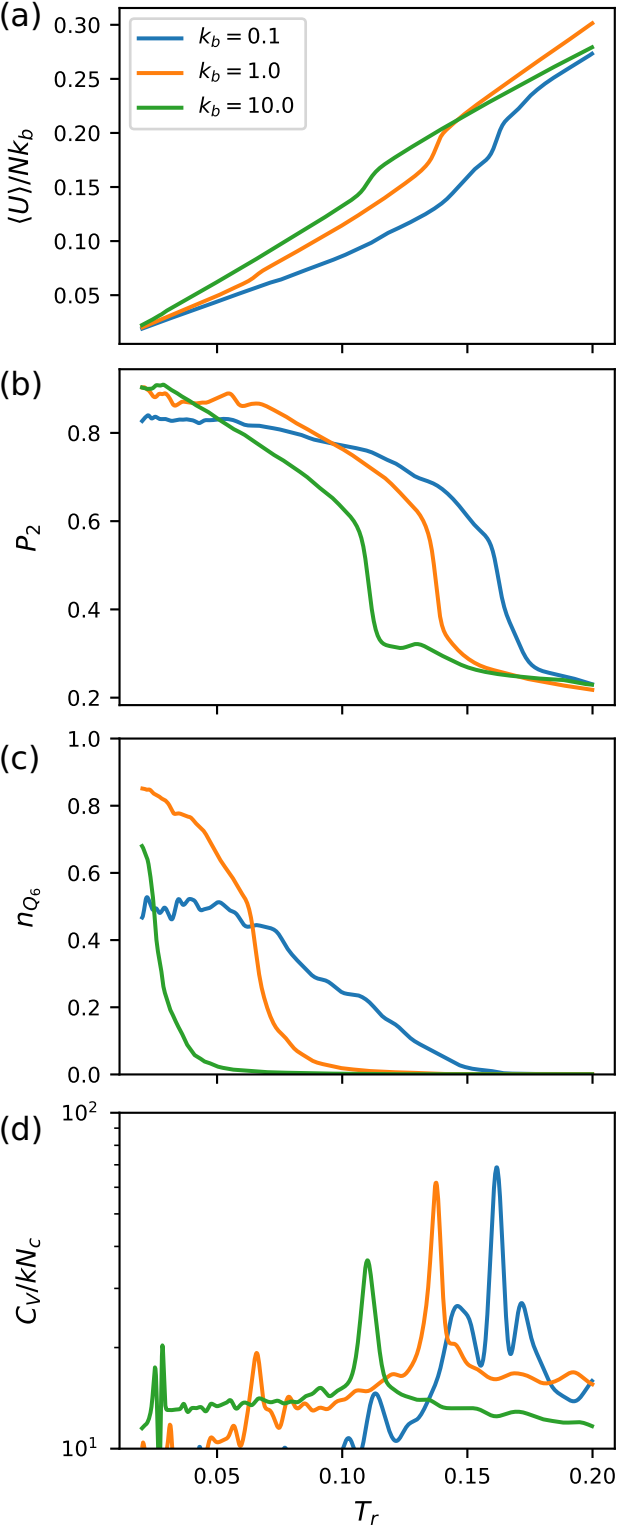 (a)
0.30
0.25
0.20
0.15
0.10
0.05
⟨U⟩/Nk_b
k_b = 0.1
k_b = 1.0
k_b = 10.0
(b)
0.8
0.6
0.4
0.2
P_2
(c)
1.0
0.8
0.6
0.4
0.2
0.0
n_{Q_6}
(d)
10^2
10^1
C_V/kN_c
0.05 0.10 0.15 0.20
T_r